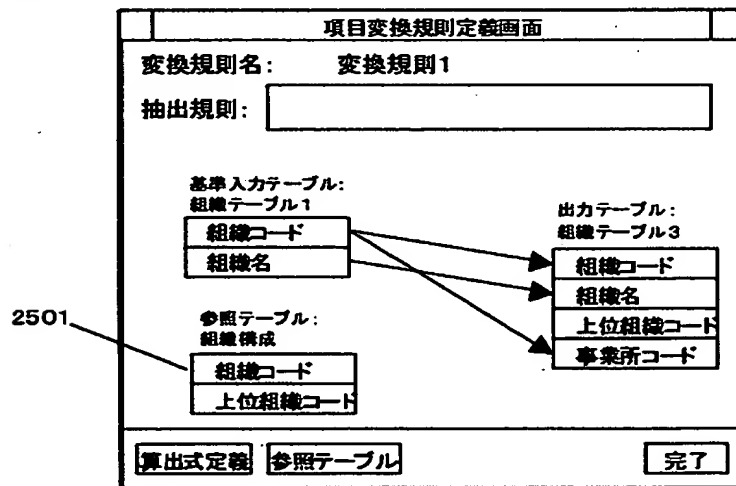 項目変換規則定義画面
変換規則名: 変換規則1
抽出規則:
基準入力テーブル:
組織テーブル1
組織コード
組織名
出力テーブル:
組織テーブル3
組織コード
組織名
上位組織コード
事業所コード
2501
参照テーブル:
組織構成
組織コード
上位組織コード
算出式定義 参照テーブル 完了